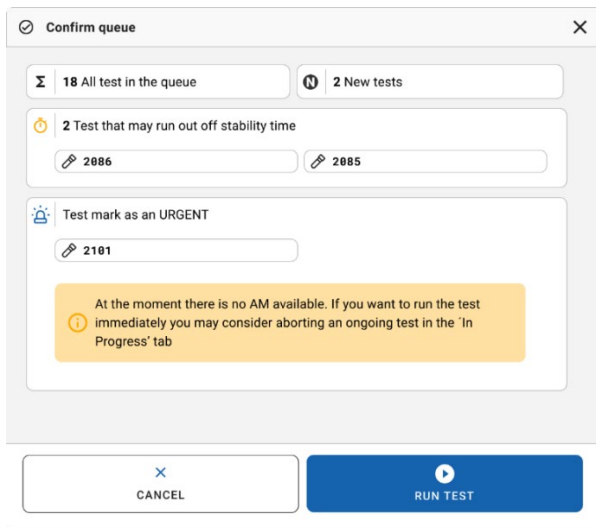 Confirm queue
Σ 18 All test in the queue
N 2 New tests
2 Test that may run out off stability time
2086
2085
Test mark as an URGENT
2101
At the moment there is no AM available. If you want to run the test
immediately you may consider aborting an ongoing test in the ´In
Progress’ tab
CANCEL
RUN TEST